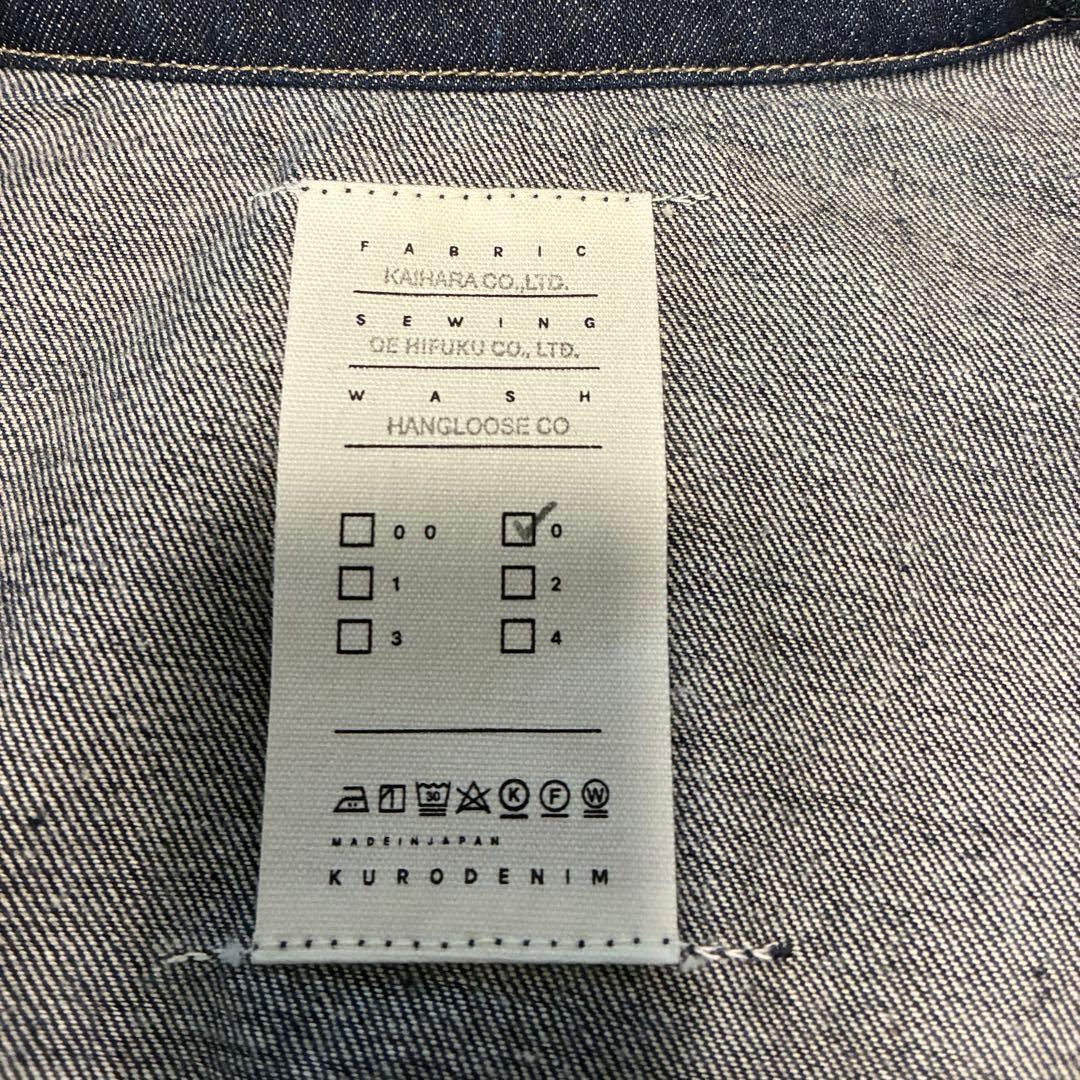 FABRIC
KAIHARA CO.,LTD.
SEWING
OE HIFUKU CO., LTD.
WASH
HANGLOOSE CO
00 0
1 2
3 4
30 K F W
MADEINJAPAN
KURODENIM